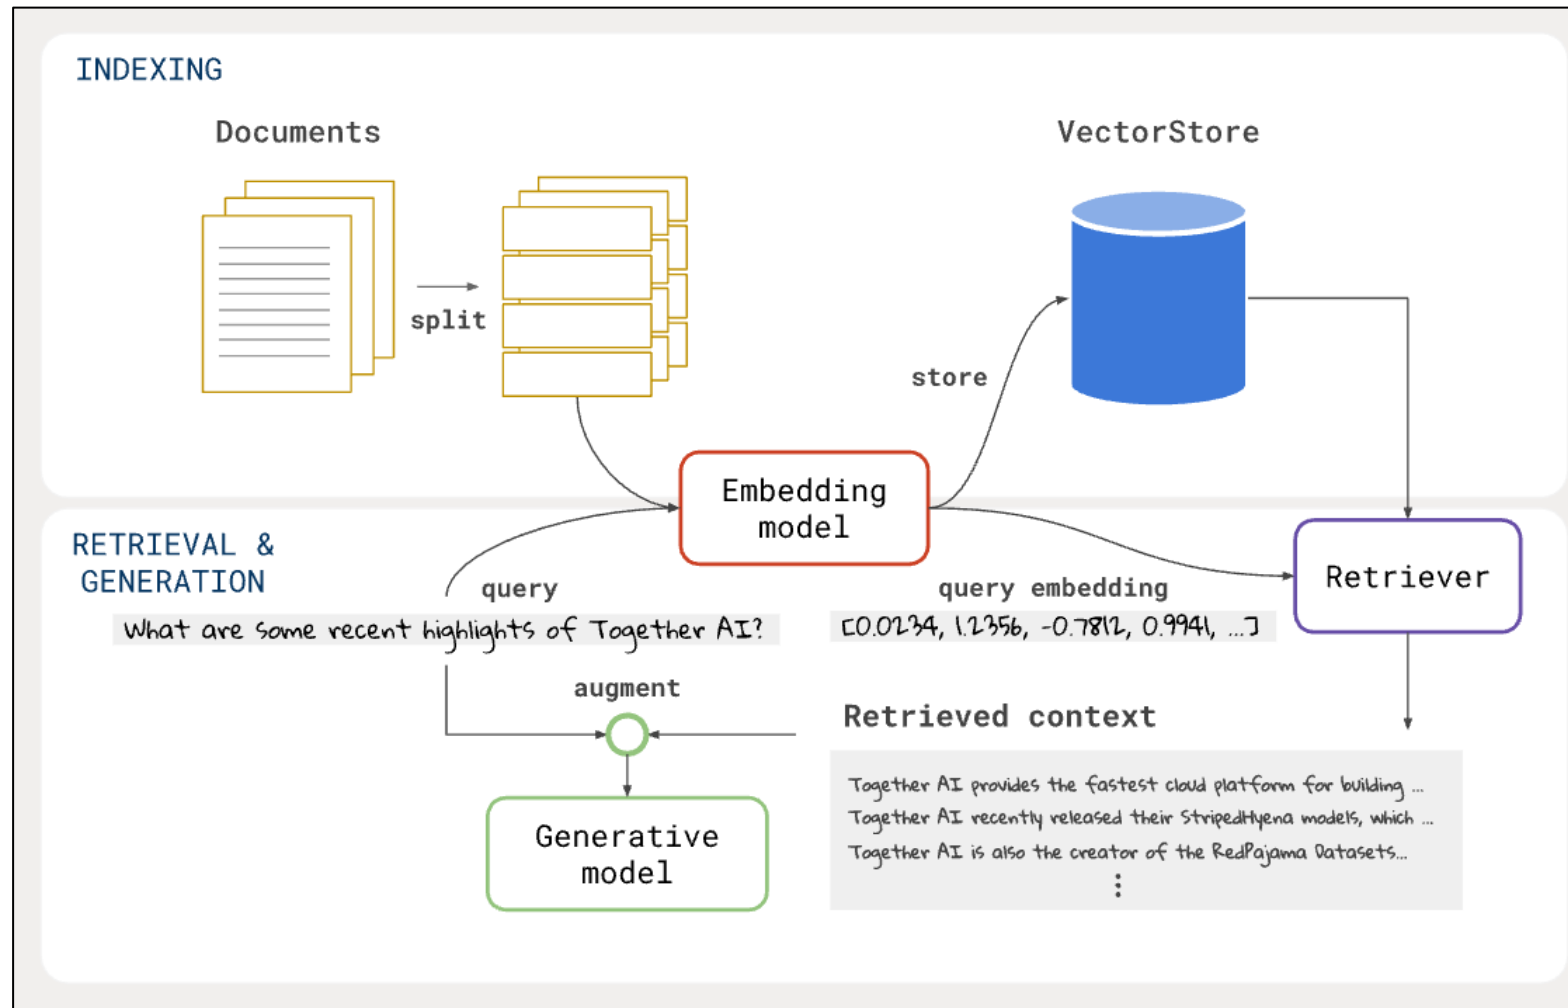 INDEXING
Documents
VectorStore
split
store
Embedding
model
RETRIEVAL &
GENERATION
Retriever
query
query embedding
What are some recent highlights of Together AI?
[0.0234, 1.2356, -0.7812, 0.9941, ...]
augment
Retrieved context
Together AI provides the fastest cloud platform for building ...
Together AI recently released their StripedHyena models, which ...
Together AI is also the creator of the RedPajama Datasets...
Generative
model